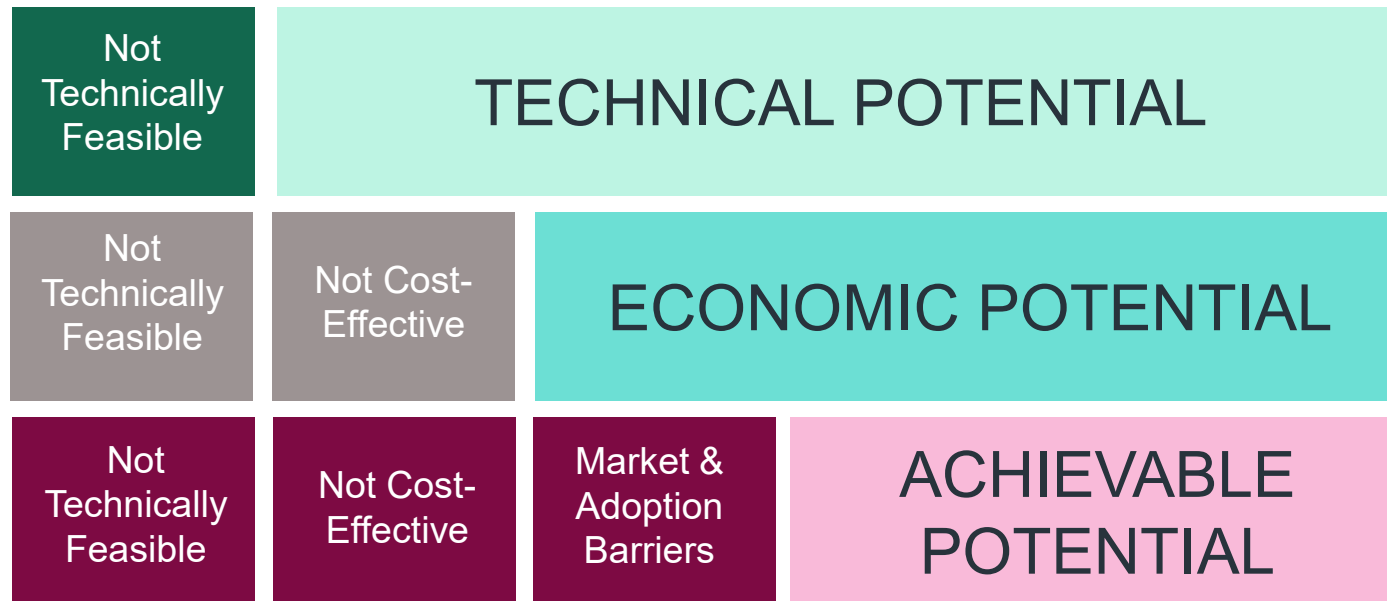 Not
Technically
Feasible
TECHNICAL POTENTIAL
Not
Technically
Feasible
Not Cost-
Effective
ECONOMIC POTENTIAL
Not
Technically
Feasible
Not Cost-
Effective
Market &
Adoption
Barriers
ACHIEVABLE
POTENTIAL